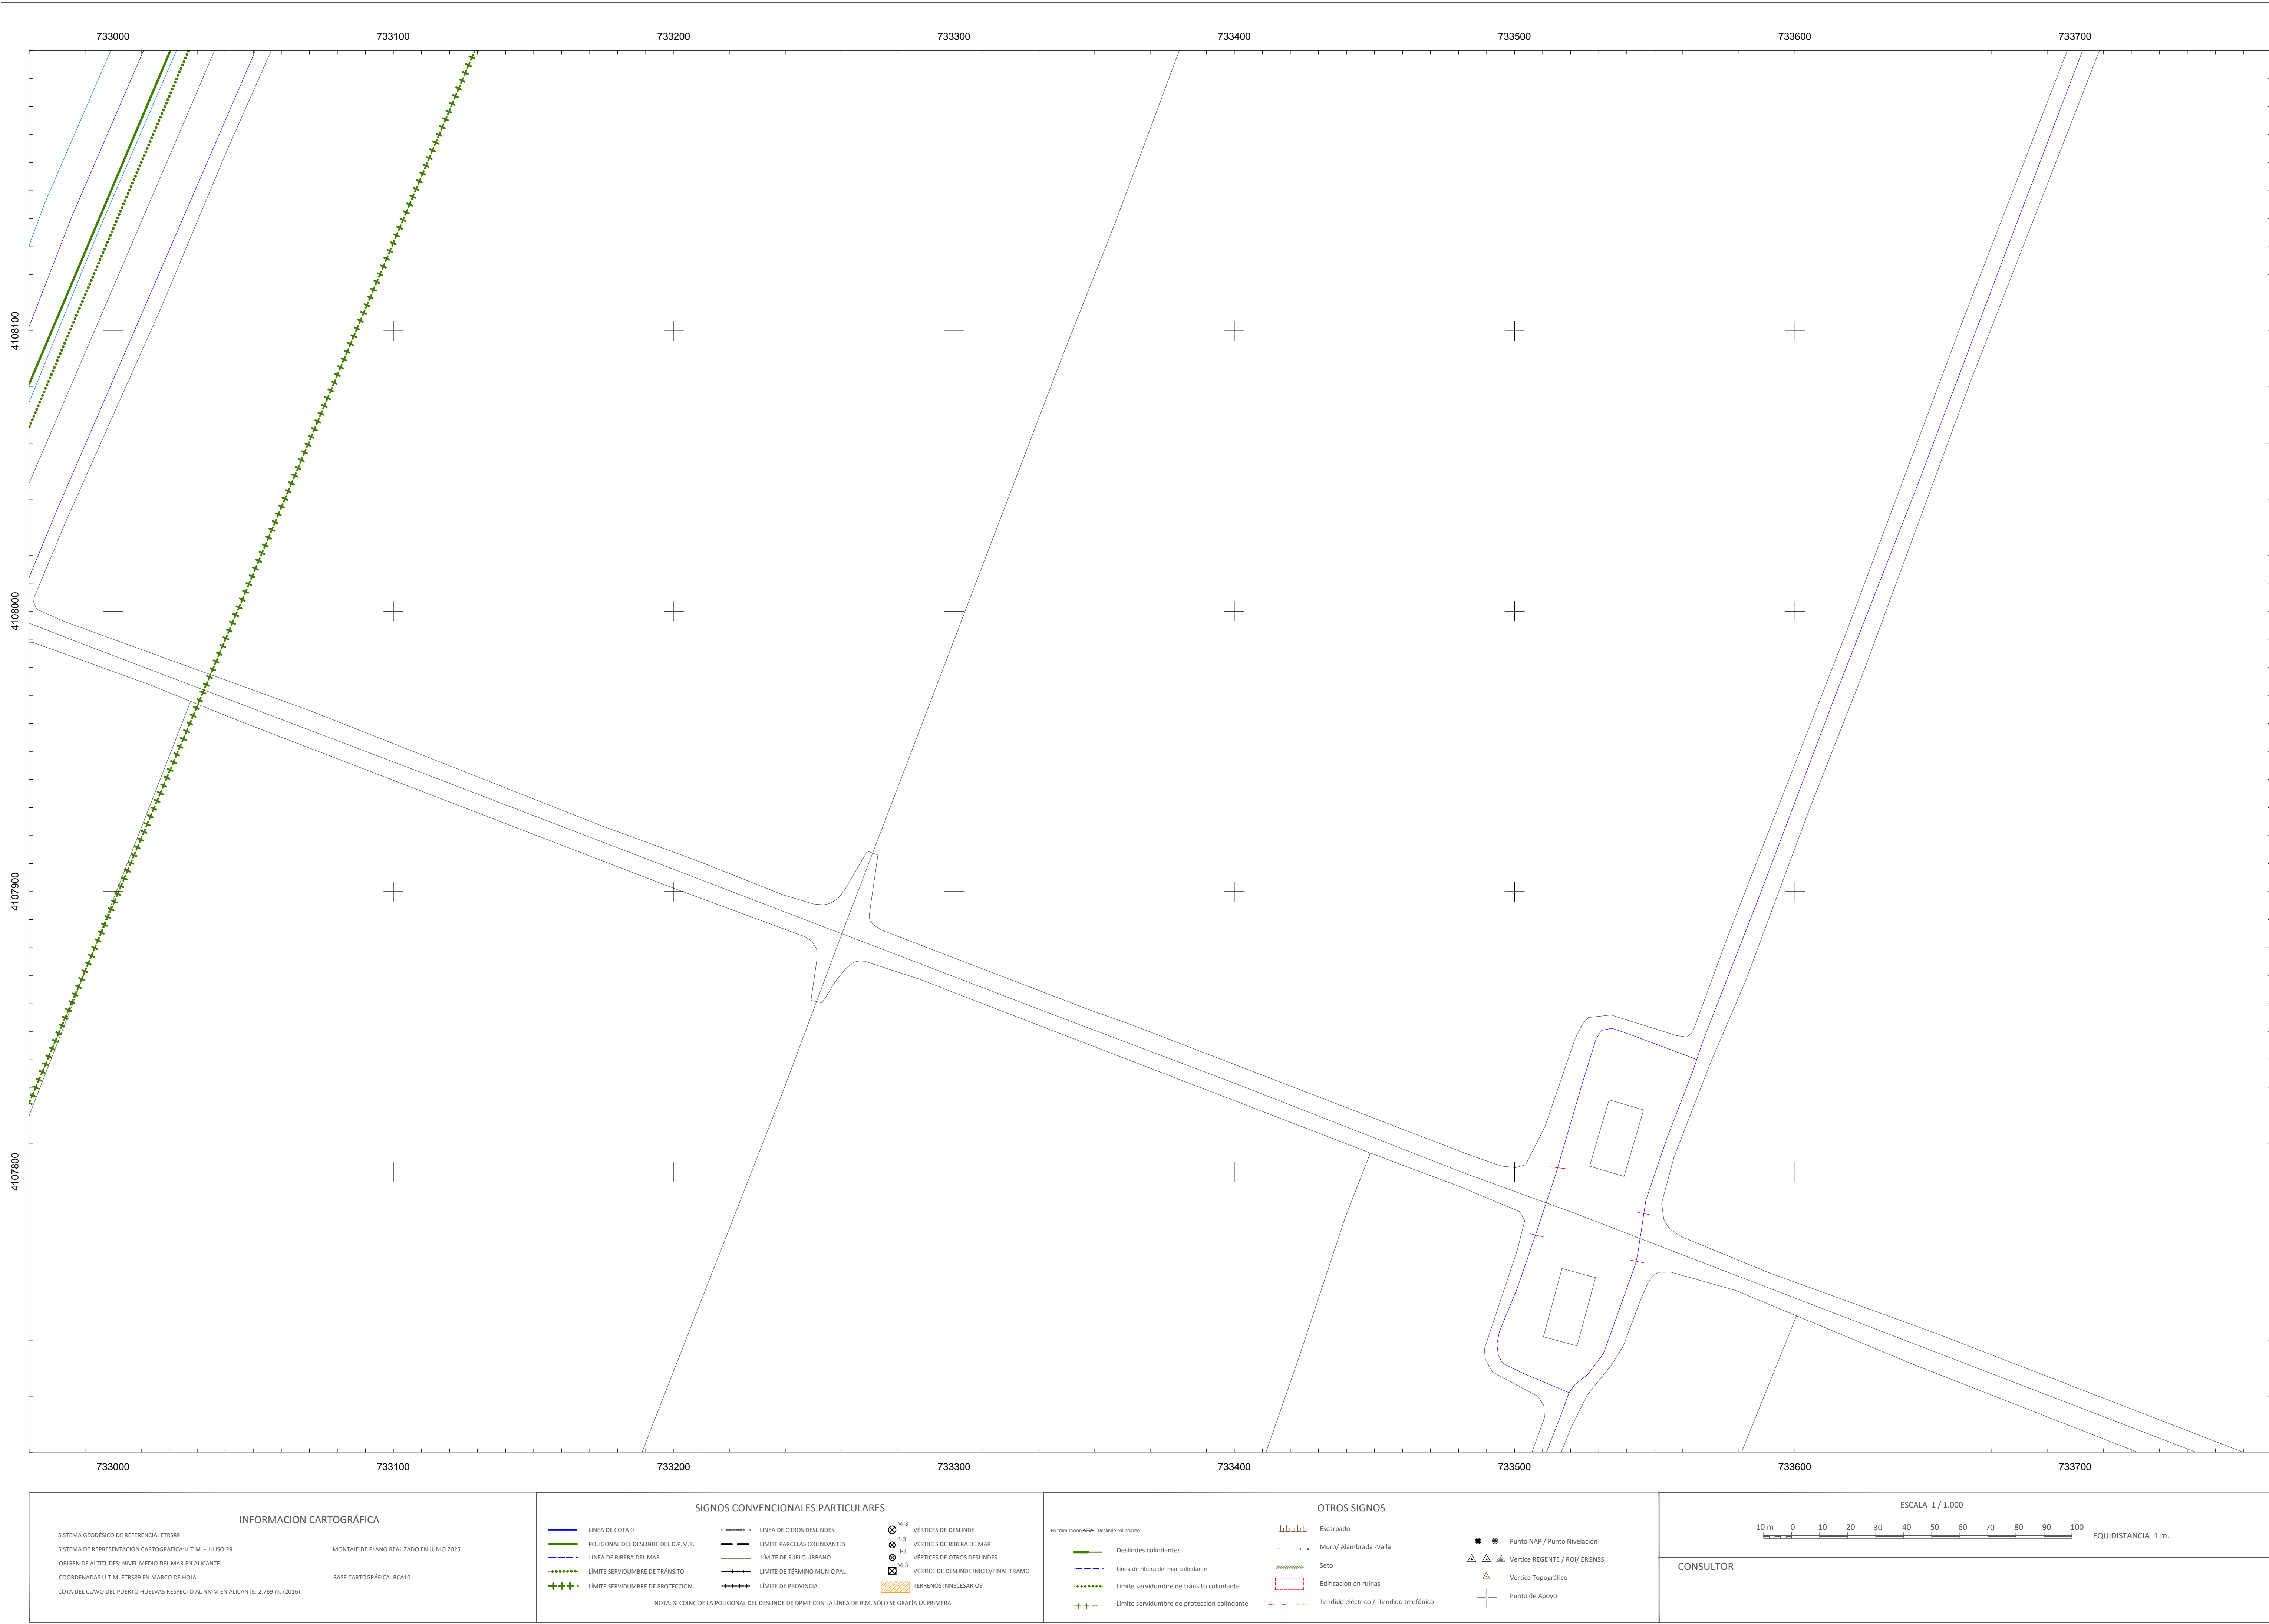 733000 733100 733200 733300 733400 733500 733600 733700
4108100
4108000
4107900
4107800
733000 733100 733200 733300 733400 733500 733600 733700
INFORMACION CARTOGRÁFICA
SISTEMA GEODÉSICO DE REFERENCIA: ETRS89
SISTEMA DE REPRESENTACIÓN CARTOGRÁFICA:U.T.M. - HUSO 29
MONTAJE DE PLANO REALIZADO EN JUNIO 2025
ORIGEN DE ALTITUDES: NIVEL MEDIO DEL MAR EN ALICANTE
COORDENADAS U.T.M. ETRS89 EN MARCO DE HOJA
BASE CARTOGRÁFICA: BCA10
COTA DEL CLAVO DEL PUERTO HUELVAS RESPECTO AL NMM EN ALICANTE: 2.769 m. (2016)
SIGNOS CONVENCIONALES PARTICULARES
LINEA DE COTA 0
POLIGONAL DEL DESLINDE DEL D.P.M.T.
LÍNEA DE RIBERA DEL MAR
LÍMITE SERVIDUMBRE DE TRÁNSITO
LÍMITE SERVIDUMBRE DE PROTECCIÓN
LINEA DE OTROS DESLINDES
LIMITE PARCELAS COLINDANTES
LÍMITE DE SUELO URBANO
LÍMITE DE TÉRMINO MUNICIPAL
LÍMITE DE PROVINCIA
M-3 VÉRTICES DE DESLINDE
R-3 VÉRTICES DE RIBERA DE MAR
H-3 VÉRTICES DE OTROS DESLINDES
M-3 VÉRTICE DE DESLINDE INICIO/FINAL TRAMO
TERRENOS INNECESARIOS
NOTA: SI COINCIDE LA POLIGONAL DEL DESLINDE DE DPMT CON LA LÍNEA DE R.M. SÓLO SE GRAFÍA LA PRIMERA
OTROS SIGNOS
En tramitación Deslinde colindante
Deslindes colindantes
Línea de ribera del mar colindante
Límite servidumbre de tránsito colindante
Límite servidumbre de protección colindante
Escarpado
Muro/ Alambrada -Valla
Seto
Edificación en ruinas
Tendido eléctrico / Tendido telefónico
Punto NAP / Punto Nivelación
Vertice REGENTE / ROI/ ERGNSS
Vértice Topográfico
Punto de Apoyo
ESCALA 1 / 1.000
10 m 0 10 20 30 40 50 60 70 80 90 100
EQUIDISTANCIA 1 m.
CONSULTOR